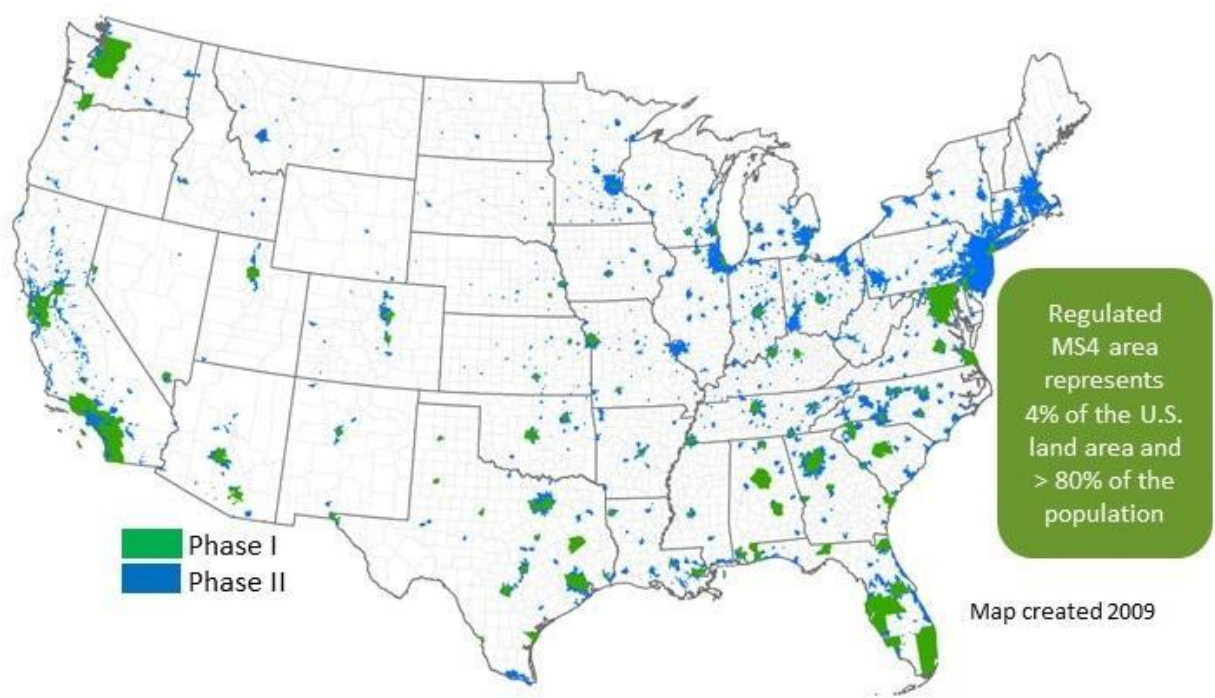 Regulated
MS4 area
represents
4% of the U.S.
land area and
> 80% of the
population
Phase I
Phase II
Map created 2009